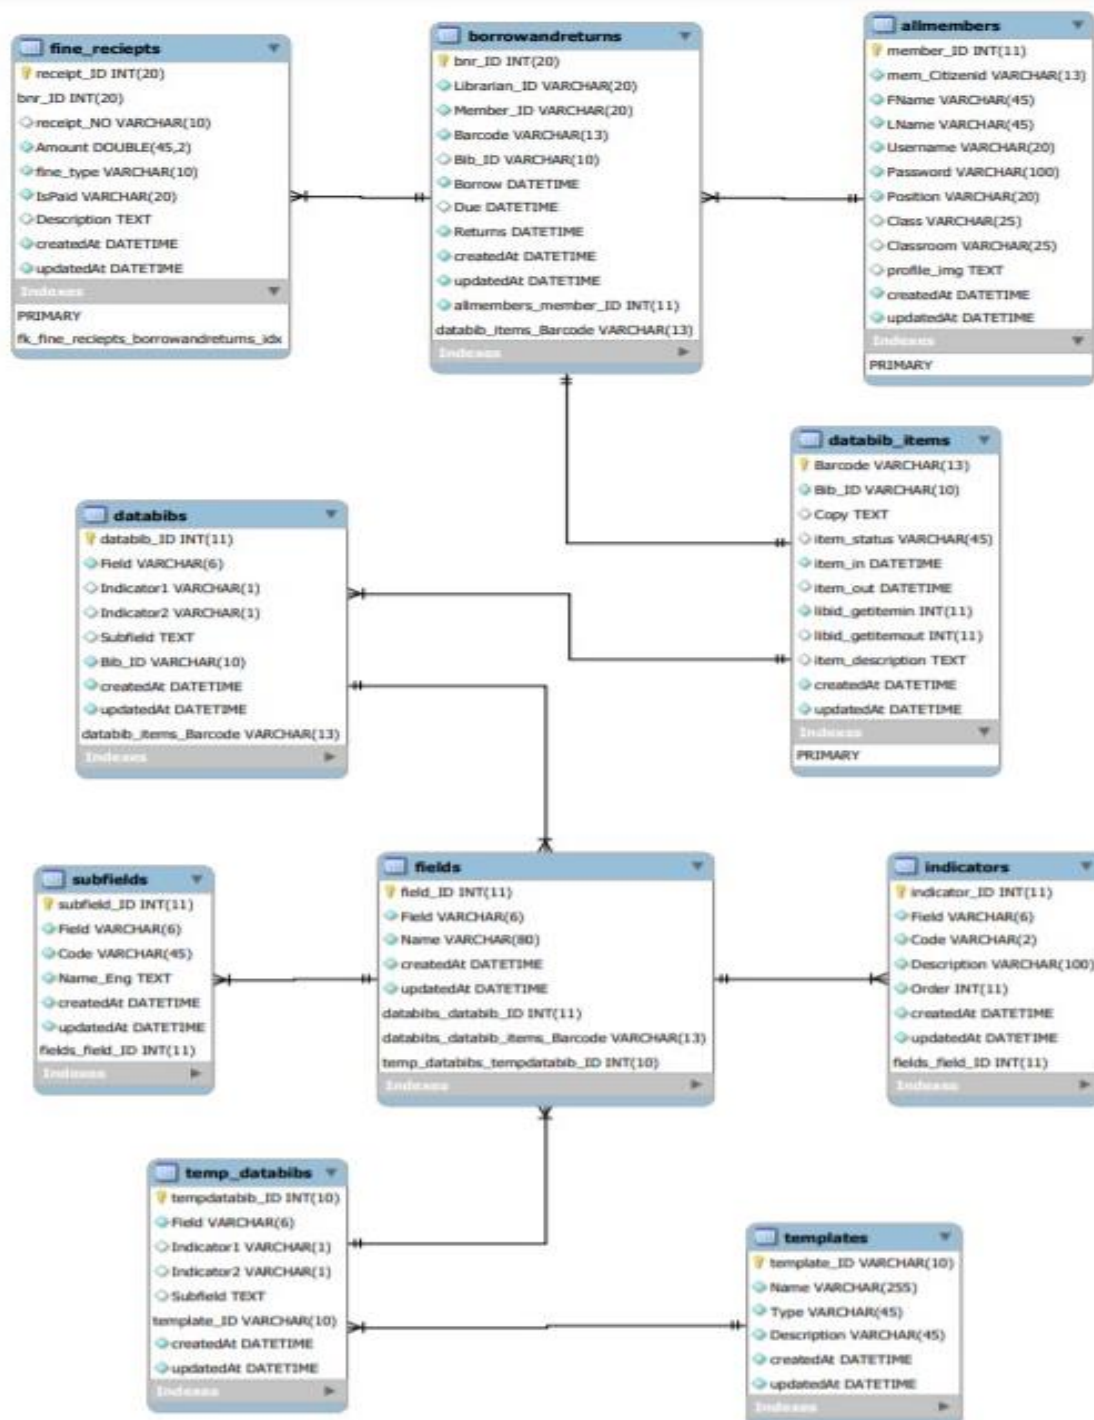 fine_reciepts
receipt_ID INT(20)
bnr_ID INT(20)
receipt_NO VARCHAR(10)
Amount DOUBLE(45,2)
fine_type VARCHAR(10)
IsPaid VARCHAR(20)
Description TEXT
createdAt DATETIME
updatedAt DATETIME
Indexes
PRIMARY
fk_fine_reciepts_borrowandreturns_idx
borrowandreturns
bnr_ID INT(20)
Librarian_ID VARCHAR(20)
Member_ID VARCHAR(20)
Barcode VARCHAR(13)
Bib_ID VARCHAR(10)
Borrow DATETIME
Due DATETIME
Returns DATETIME
createdAt DATETIME
updatedAt DATETIME
allmembers_member_ID INT(11)
databib_items_Barcode VARCHAR(13)
Indexes
allmembers
member_ID INT(11)
mem_Citizenid VARCHAR(13)
FName VARCHAR(45)
LName VARCHAR(45)
Username VARCHAR(20)
Password VARCHAR(100)
Position VARCHAR(20)
Class VARCHAR(25)
Classroom VARCHAR(25)
profile_img TEXT
createdAt DATETIME
updatedAt DATETIME
Indexes
PRIMARY
databibs
databib_ID INT(11)
Field VARCHAR(6)
Indicator1 VARCHAR(1)
Indicator2 VARCHAR(1)
Subfield TEXT
Bib_ID VARCHAR(10)
createdAt DATETIME
updatedAt DATETIME
databib_items_Barcode VARCHAR(13)
Indexes
databib_items
Barcode VARCHAR(13)
Bib_ID VARCHAR(10)
Copy TEXT
item_status VARCHAR(45)
item_in DATETIME
item_out DATETIME
libid_getitemin INT(11)
libid_getitemout INT(11)
item_description TEXT
createdAt DATETIME
updatedAt DATETIME
Indexes
PRIMARY
subfields
subfield_ID INT(11)
Field VARCHAR(6)
Code VARCHAR(45)
Name_Eng TEXT
createdAt DATETIME
updatedAt DATETIME
fields_field_ID INT(11)
Indexes
fields
field_ID INT(11)
Field VARCHAR(6)
Name VARCHAR(80)
createdAt DATETIME
updatedAt DATETIME
databibs_databib_ID INT(11)
databibs_databib_items_Barcode VARCHAR(13)
temp_databibs_tempdatabib_ID INT(10)
Indexes
indicators
indicator_ID INT(11)
Field VARCHAR(6)
Code VARCHAR(2)
Description VARCHAR(100)
Order INT(11)
createdAt DATETIME
updatedAt DATETIME
fields_field_ID INT(11)
Indexes
temp_databibs
tempdatabib_ID INT(10)
Field VARCHAR(6)
Indicator1 VARCHAR(1)
Indicator2 VARCHAR(1)
Subfield TEXT
template_ID VARCHAR(10)
createdAt DATETIME
updatedAt DATETIME
Indexes
templates
template_ID VARCHAR(10)
Name VARCHAR(255)
Type VARCHAR(45)
Description VARCHAR(45)
createdAt DATETIME
updatedAt DATETIME
Indexes